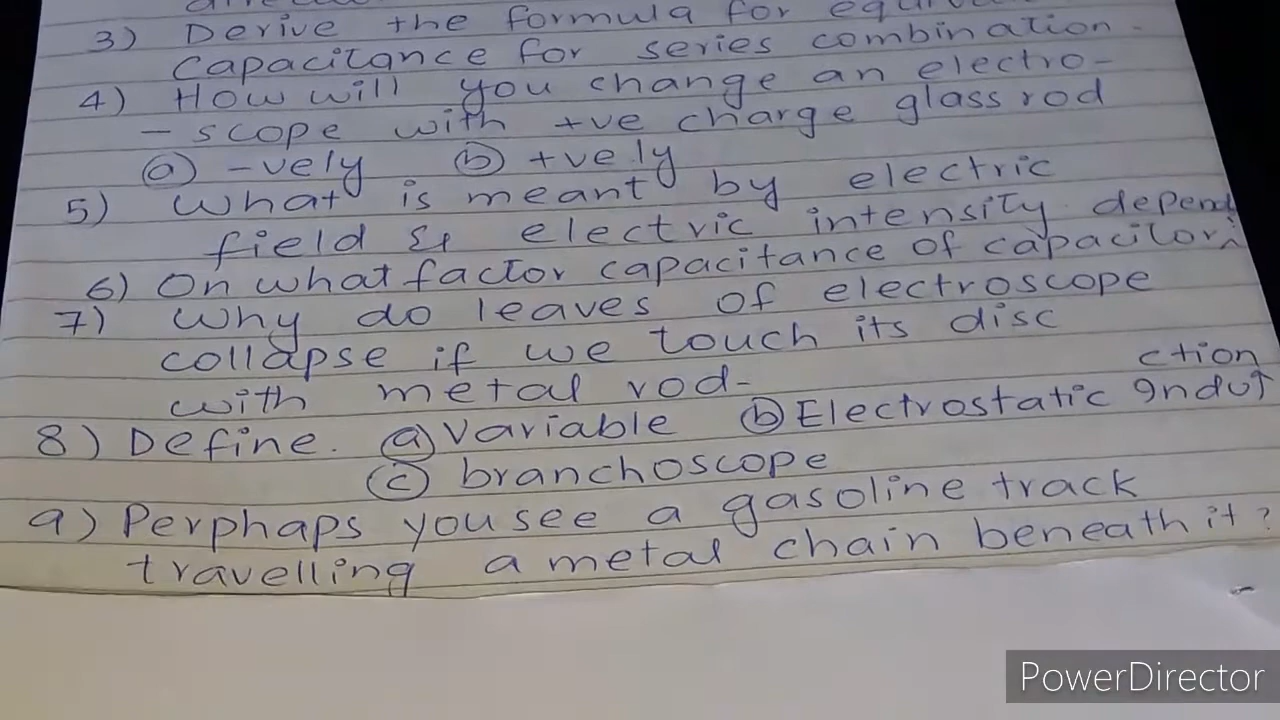 3) Derive the formula for
capacitance for series combination-
4) How will you change an electro-
- scope with +ve charge glass rod
(a) -vely (b) +vely
5) What is meant by electric
field & electric intensity depend
6) On what factor capacitance of capacitor
7) Why do leaves of electroscope
collapse if we touch its disc
with metal rod-
ction
8) Define. (a) Variable (b) Electrostatic Indu
(c) branchoscope
9) Perphaps you see a gasoline track
travelling a metal chain beneath it?
PowerDirector